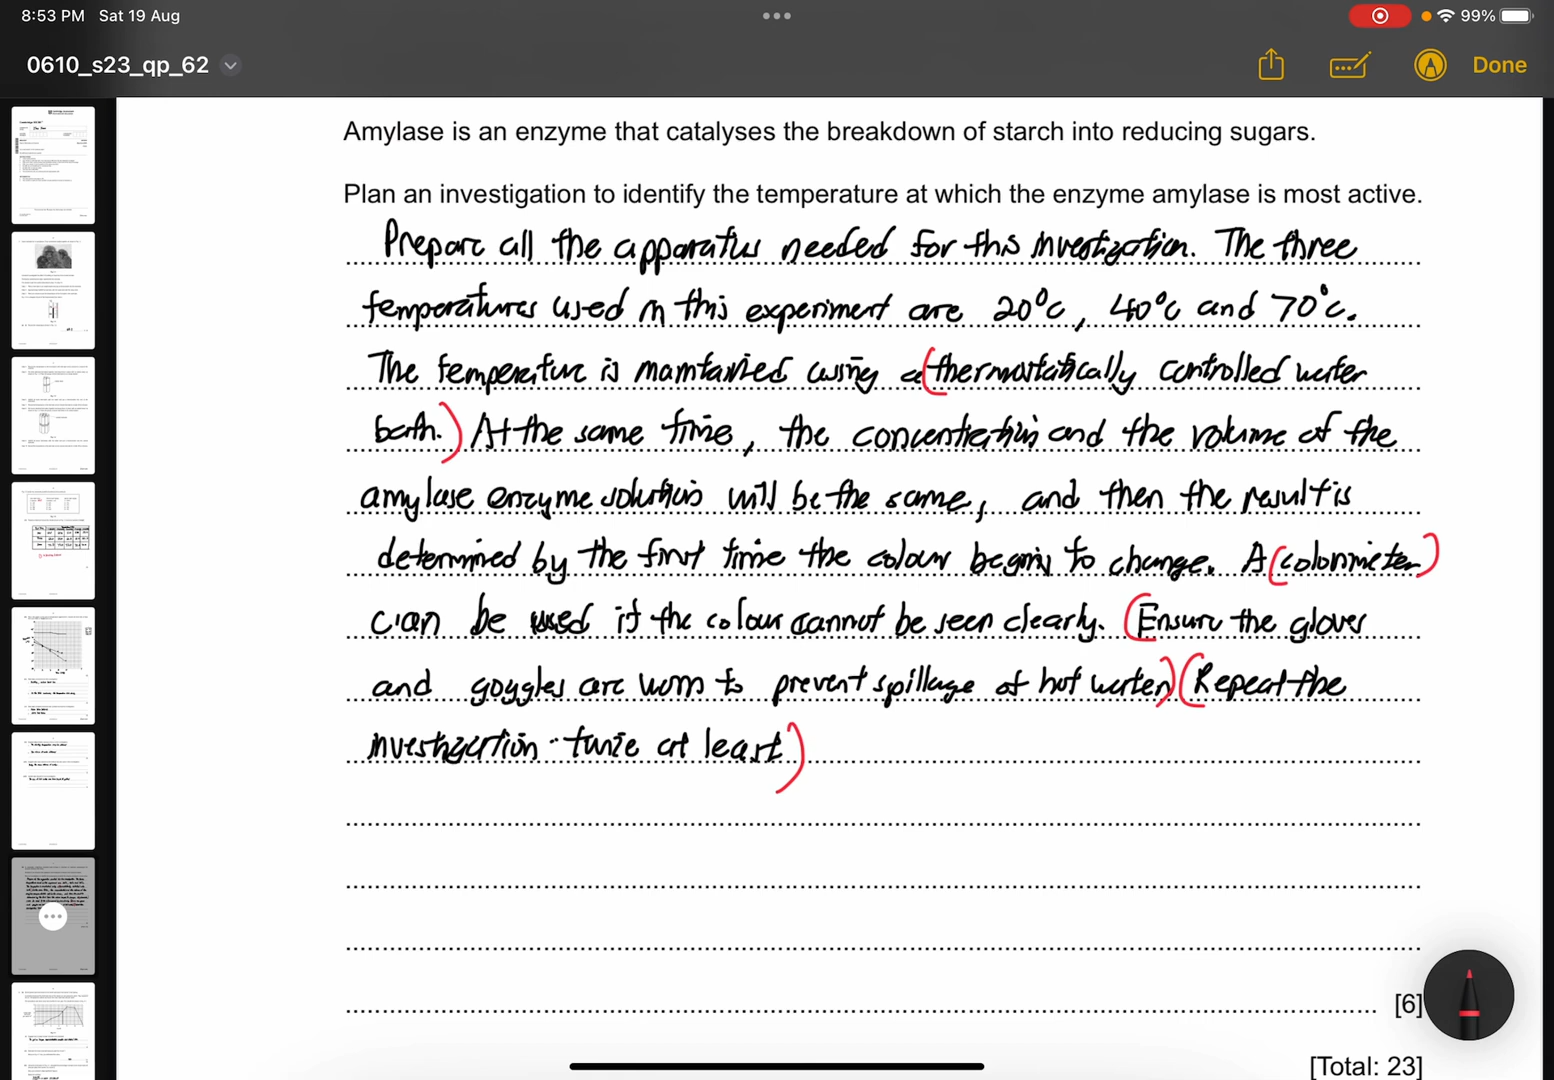 8:53 PM Sat 19 Aug
99%
0610_s23_qp_62
Done
Amylase is an enzyme that catalyses the breakdown of starch into reducing sugars.
Plan an investigation to identify the temperature at which the enzyme amylase is most active.
Prepare all the apparatus needed for this investigation. The three
temperatures used in this experiment are 20°C, 40°C and 70°C.
The temperature is maintained using a (thermostatically controlled water
bath.) At the same time, the concentration and the volume of the
amylase enzyme solution will be the same, and then the result is
determined by the first time the colour begins to change. A (colorimeter)
can be used if the colour cannot be seen clearly. (Ensure the gloves
and goggles are worn to prevent spillage of hot water) (Repeat the
investigation twice at least)
[6]
[Total: 23]